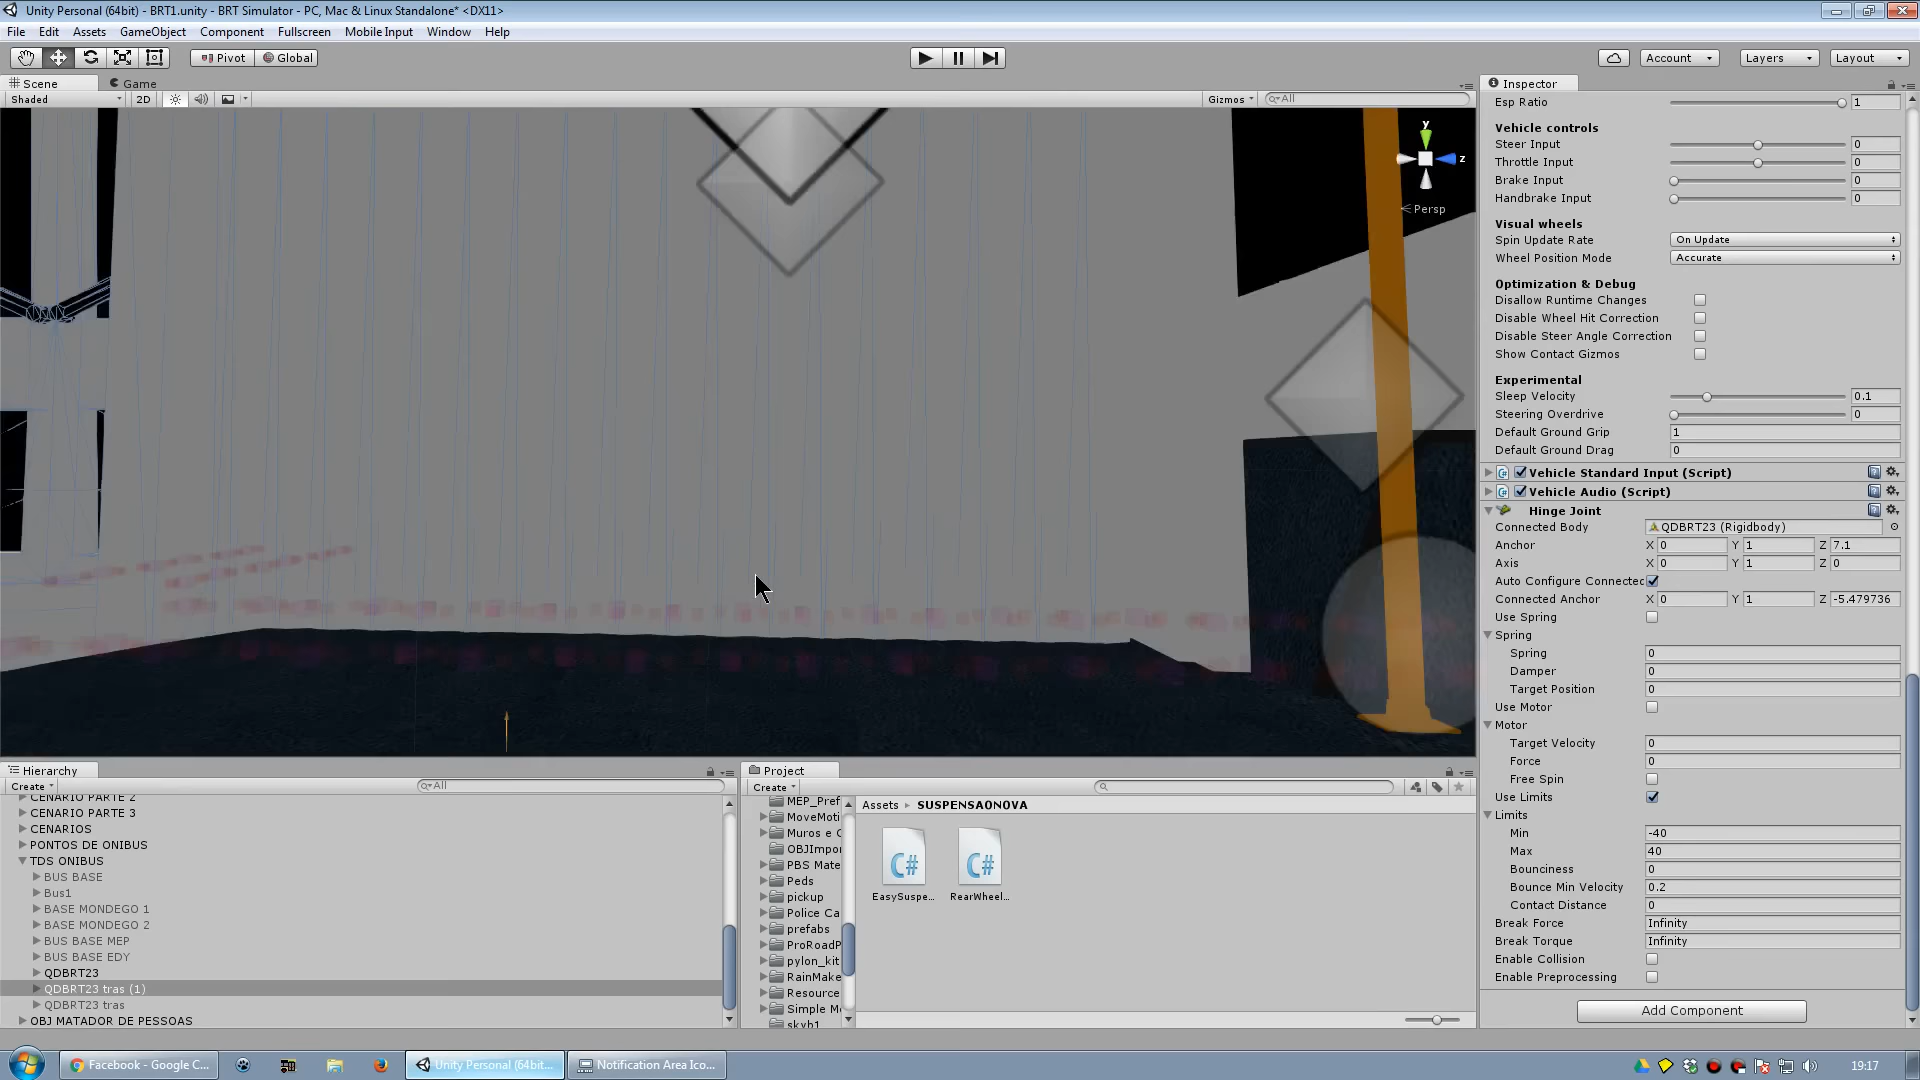 Unity Personal (64bit) - BRT1.unity - BRT Simulator - PC, Mac & Linux Standalone* <DX11>
File Edit Assets GameObject Component Fullscreen Mobile Input Window Help
Pivot Global Account Layers Layout
Scene Game
Shaded 2D Gizmos All
y
z
Persp
Inspector
Esp Ratio 1
Vehicle controls
Steer Input 0
Throttle Input 0
Brake Input 0
Handbrake Input 0
Visual wheels
Spin Update Rate On Update
Wheel Position Mode Accurate
Optimization & Debug
Disallow Runtime Changes
Disable Wheel Hit Correction
Disable Steer Angle Correction
Show Contact Gizmos
Experimental
Sleep Velocity 0.1
Steering Overdrive 0
Default Ground Grip 1
Default Ground Drag 0
Vehicle Standard Input (Script)
Vehicle Audio (Script)
Hinge Joint
Connected Body QDBRT23 (Rigidbody)
Anchor X 0 Y 1 Z 7.1
Axis X 0 Y 1 Z 0
Auto Configure Connected
Connected Anchor X 0 Y 1 Z -5.479736
Use Spring
Spring
Spring 0
Damper 0
Target Position 0
Use Motor
Motor
Target Velocity 0
Force 0
Free Spin
Use Limits
Limits
Min -40
Max 40
Bounciness 0
Bounce Min Velocity 0.2
Contact Distance 0
Break Force Infinity
Break Torque Infinity
Enable Collision
Enable Preprocessing
Add Component
Hierarchy
Create All
CENARIO PARTE 2
CENARIO PARTE 3
CENARIOS
PONTOS DE ONIBUS
TDS ONIBUS
BUS BASE
Bus1
BASE MONDEGO 1
BASE MONDEGO 2
BUS BASE MEP
BUS BASE EDY
QDBRT23
QDBRT23 tras (1)
QDBRT23 tras
OBJ MATADOR DE PESSOAS
Project
Create
MEP_Pref
MoveMoti
Muros e C
OBJImpor
PBS Mate
Peds
pickup
Police Ca
prefabs
ProRoadP
pylon_kit
RainMake
Resource
Simple M
skyb1
Assets SUSPENSAONOVA
C# C#
EasySuspe... RearWheel...
Facebook - Google C... Unity Personal (64bit... Notification Area Ico... 19:17